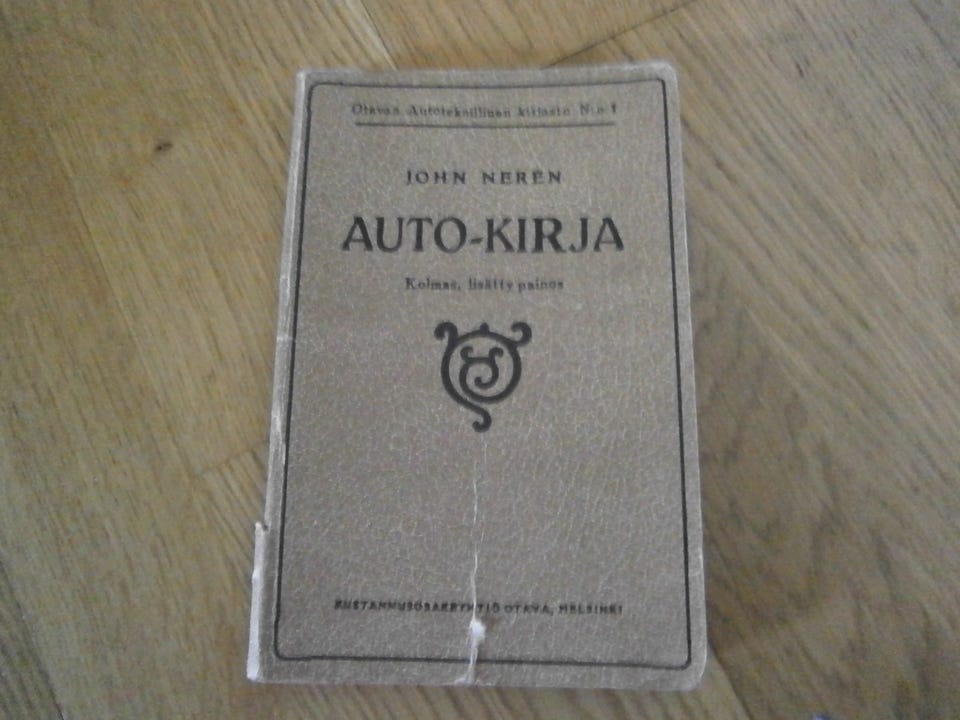 Otavan Autoteknillinen kirjasto N:o 1
JOHN NERÉN
AUTO-KIRJA
Kolmas, lisätty painos
KUSTANNUSOSAKEYHTIÖ OTAVA, HELSINKI